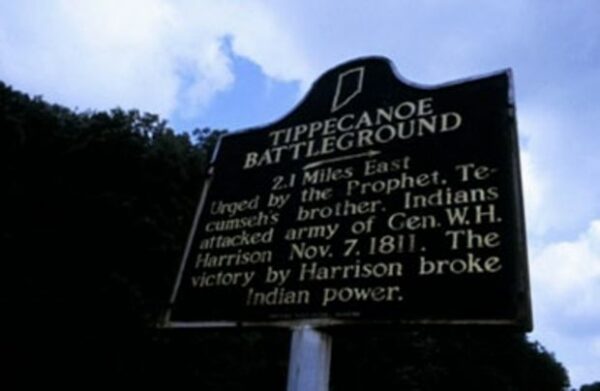 TIPPECANOE
BATTLEGROUND
2.1 Miles East
Urged by the Prophet, Te-
cumseh's brother, Indians
attacked army of Gen. W. H.
Harrison Nov. 7, 1811. The
victory by Harrison broke
Indian power.